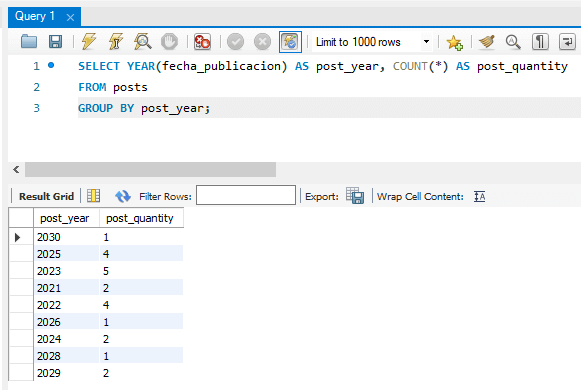 Query 1
Limit to 1000 rows
1 SELECT YEAR(fecha_publicacion) AS post_year, COUNT(*) AS post_quantity
2 FROM posts
3 GROUP BY post_year;
Result Grid Filter Rows: Export: Wrap Cell Content:
post_year post_quantity
2030 1
2025 4
2023 5
2021 2
2022 4
2026 1
2024 2
2028 1
2029 2